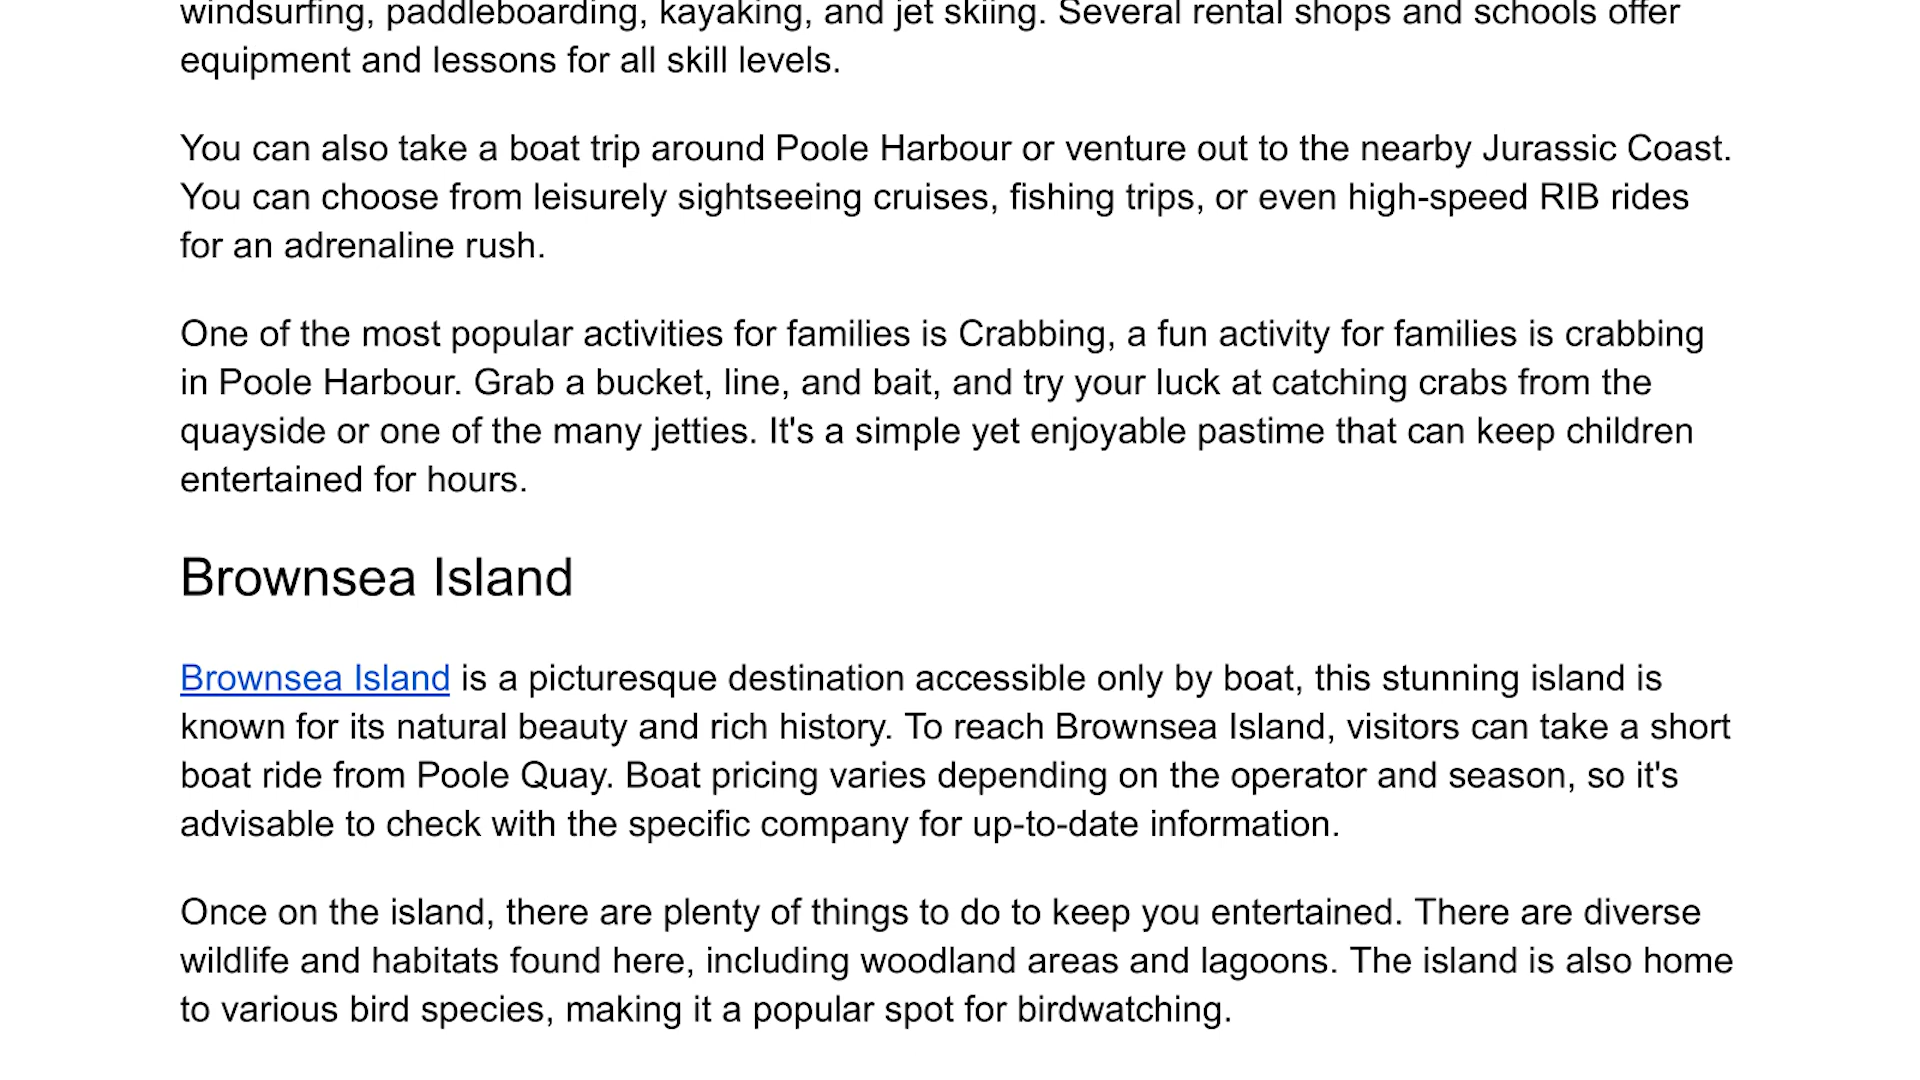 windsurfing, paddleboarding, kayaking, and jet skiing. Several rental shops and schools offer
equipment and lessons for all skill levels.
You can also take a boat trip around Poole Harbour or venture out to the nearby Jurassic Coast.
You can choose from leisurely sightseeing cruises, fishing trips, or even high-speed RIB rides
for an adrenaline rush.
One of the most popular activities for families is Crabbing, a fun activity for families is crabbing
in Poole Harbour. Grab a bucket, line, and bait, and try your luck at catching crabs from the
quayside or one of the many jetties. It's a simple yet enjoyable pastime that can keep children
entertained for hours.
Brownsea Island
Brownsea Island is a picturesque destination accessible only by boat, this stunning island is
known for its natural beauty and rich history. To reach Brownsea Island, visitors can take a short
boat ride from Poole Quay. Boat pricing varies depending on the operator and season, so it's
advisable to check with the specific company for up-to-date information.
Once on the island, there are plenty of things to do to keep you entertained. There are diverse
wildlife and habitats found here, including woodland areas and lagoons. The island is also home
to various bird species, making it a popular spot for birdwatching.